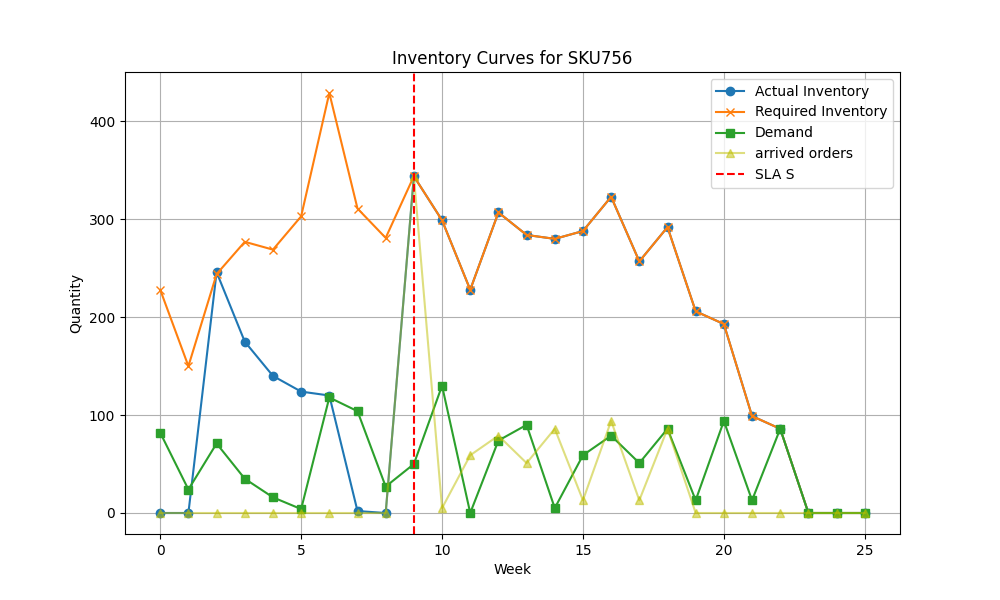 Inventory Curves for SKU756
Actual Inventory
Required Inventory
Demand
arrived orders
SLA S
Quantity
400
300
200
100
0
0 5 10 15 20 25
Week